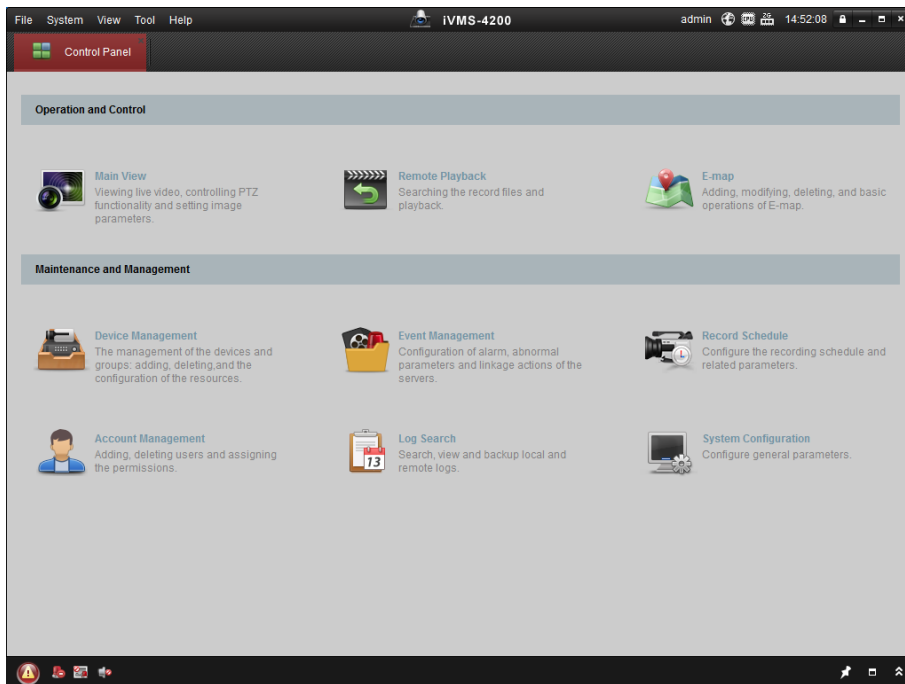 File System View Tool Help iVMS-4200 admin 14:52:08
Control Panel
Operation and Control
Main View
Viewing live video, controlling PTZ
functionality and setting image
parameters.
Remote Playback
Searching the record files and
playback.
E-map
Adding, modifying, deleting, and basic
operations of E-map.
Maintenance and Management
Device Management
The management of the devices and
groups: adding, deleting,and the
configuration of the resources.
Event Management
Configuration of alarm, abnormal
parameters and linkage actions of the
servers.
Record Schedule
Configure the recording schedule and
related parameters.
Account Management
Adding, deleting users and assigning
the permissions.
13
Log Search
Search, view and backup local and
remote logs.
System Configuration
Configure general parameters.